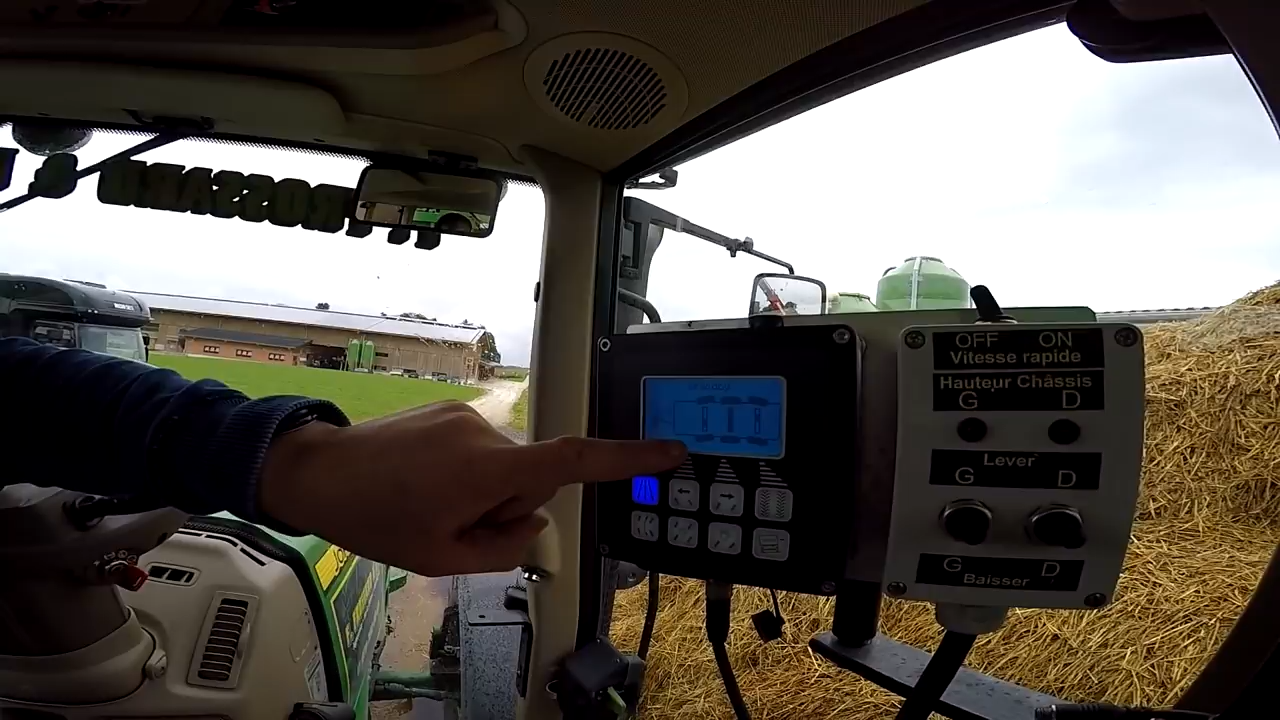 ROSSARD &
OFF ON
Vitesse rapide
Hauteur Châssis
G D
Lever
G D
G D
Baisser